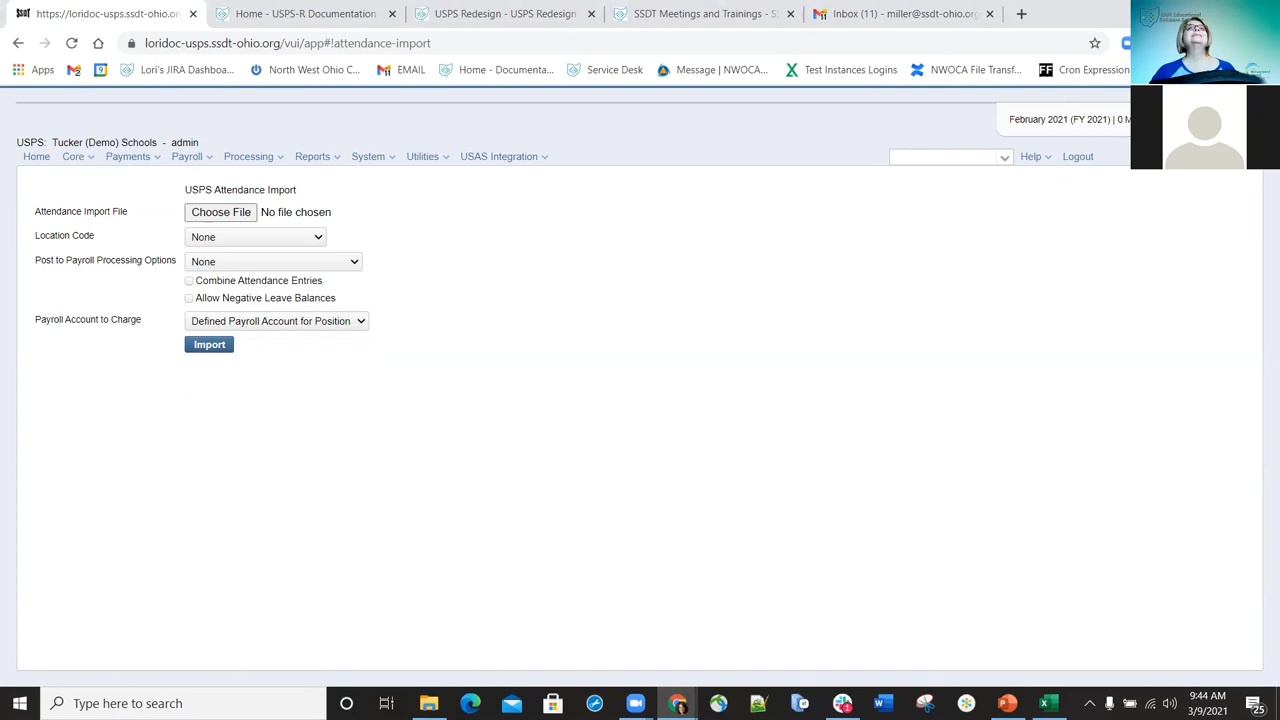 SSDT https://loridoc-usps.ssdt-ohio.or
Home - USPS-R Documentation
USPS Redesign - USPS Redesign
SSDT Meetings and Trainings - S
Inbox (11) - miller@ssdt-ohio.org
loridoc-usps.ssdt-ohio.org/vui/app#!attendance-import
Apps
Lori's JIRA Dashboa...
North West Ohio C...
EMAIL
Home - Documenta...
Service Desk
Message | NWOCA...
Test Instances Logins
NWOCA File Transf...
FF Cron Expression
February 2021 (FY 2021) | 0 M
USPS: Tucker (Demo) Schools - admin
Home Core Payments Payroll Processing Reports System Utilities USAS Integration Help Logout
USPS Attendance Import
Attendance Import File Choose File No file chosen
Location Code None
Post to Payroll Processing Options None
Combine Attendance Entries
Allow Negative Leave Balances
Payroll Account to Charge Defined Payroll Account for Position
Import
Type here to search
9:44 AM
3/9/2021
25